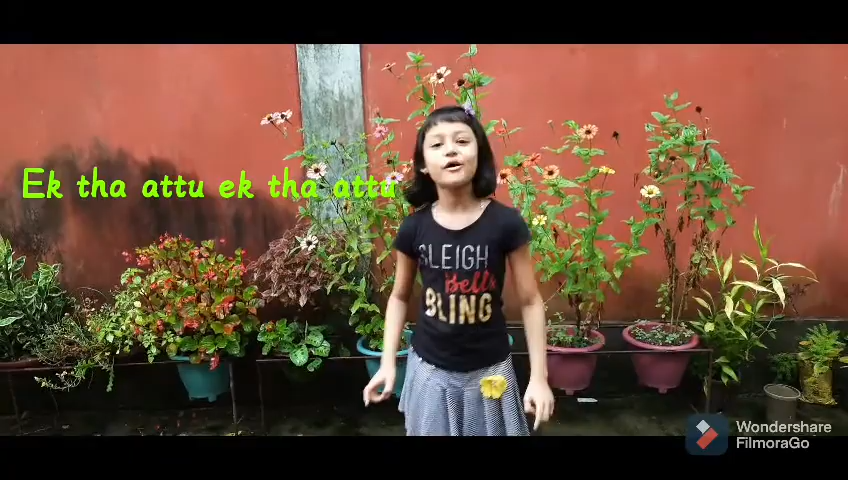 Ek tha attu ek tha attu
SLEIGH
Bells
BLING
Wondershare
FilmoraGo